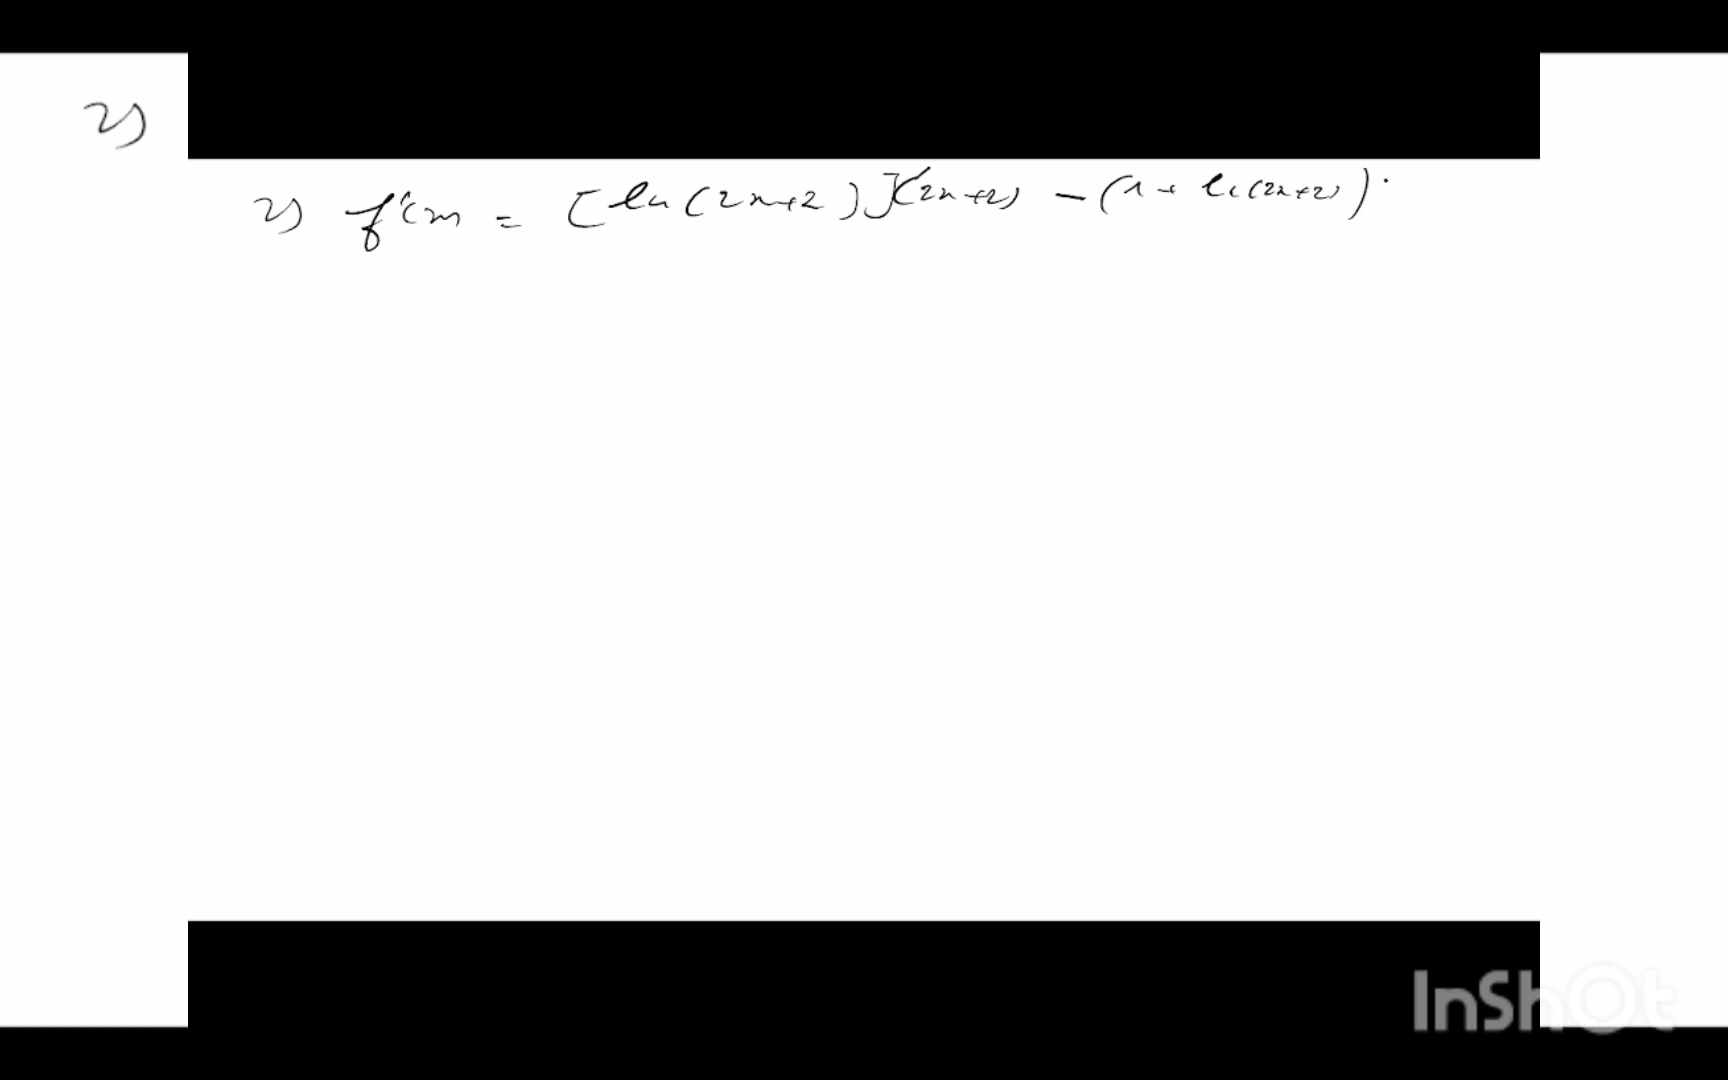 2)
2) f'(x) = [ln(2x+2)]'(2x+2) - (1 + ln(2x+2)).
InShot